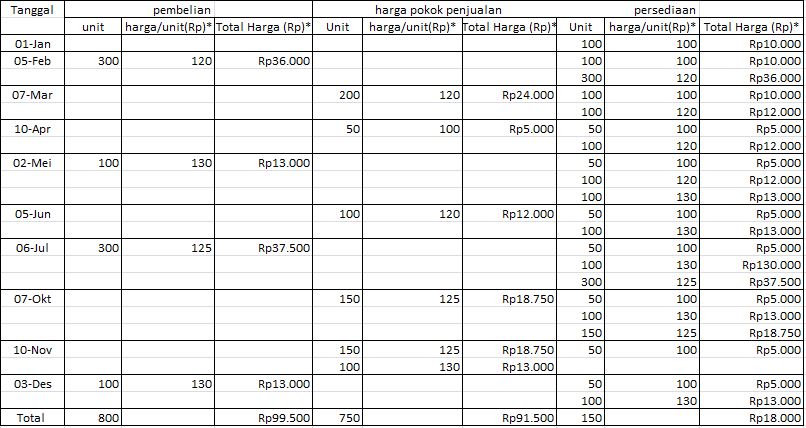 Tanggal pembelian harga pokok penjualan persediaan
unit harga/unit(Rp)* Total Harga (Rp)* Unit harga/unit(Rp)* Total Harga (Rp)* Unit harga/unit(Rp)* Total Harga (Rp)*
01-Jan 100 100 Rp10.000
05-Feb 300 120 Rp36.000 100 100 Rp10.000
300 120 Rp36.000
07-Mar 200 120 Rp24.000 100 100 Rp10.000
100 120 Rp12.000
10-Apr 50 100 Rp5.000 50 100 Rp5.000
100 120 Rp12.000
02-Mei 100 130 Rp13.000 50 100 Rp5.000
100 120 Rp12.000
100 130 Rp13.000
05-Jun 100 120 Rp12.000 50 100 Rp5.000
100 130 Rp13.000
06-Jul 300 125 Rp37.500 50 100 Rp5.000
100 130 Rp130.000
300 125 Rp37.500
07-Okt 150 125 Rp18.750 50 100 Rp5.000
100 130 Rp13.000
150 125 Rp18.750
10-Nov 150 125 Rp18.750 50 100 Rp5.000
100 130 Rp13.000
03-Des 100 130 Rp13.000 50 100 Rp5.000
100 130 Rp13.000
Total 800 Rp99.500 750 Rp91.500 150 Rp18.000